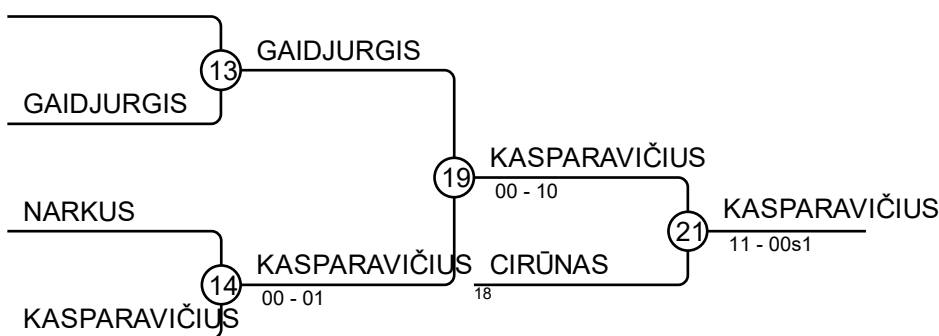 GAIDJURGIS
13
GAIDJURGIS
KASPARAVIČIUS
19
00 - 10
NARKUS
KASPARAVIČIUS
21
11 - 00s1
KASPARAVIČIUS
14
00 - 01
CIRŪNAS
18
KASPARAVIČIUS